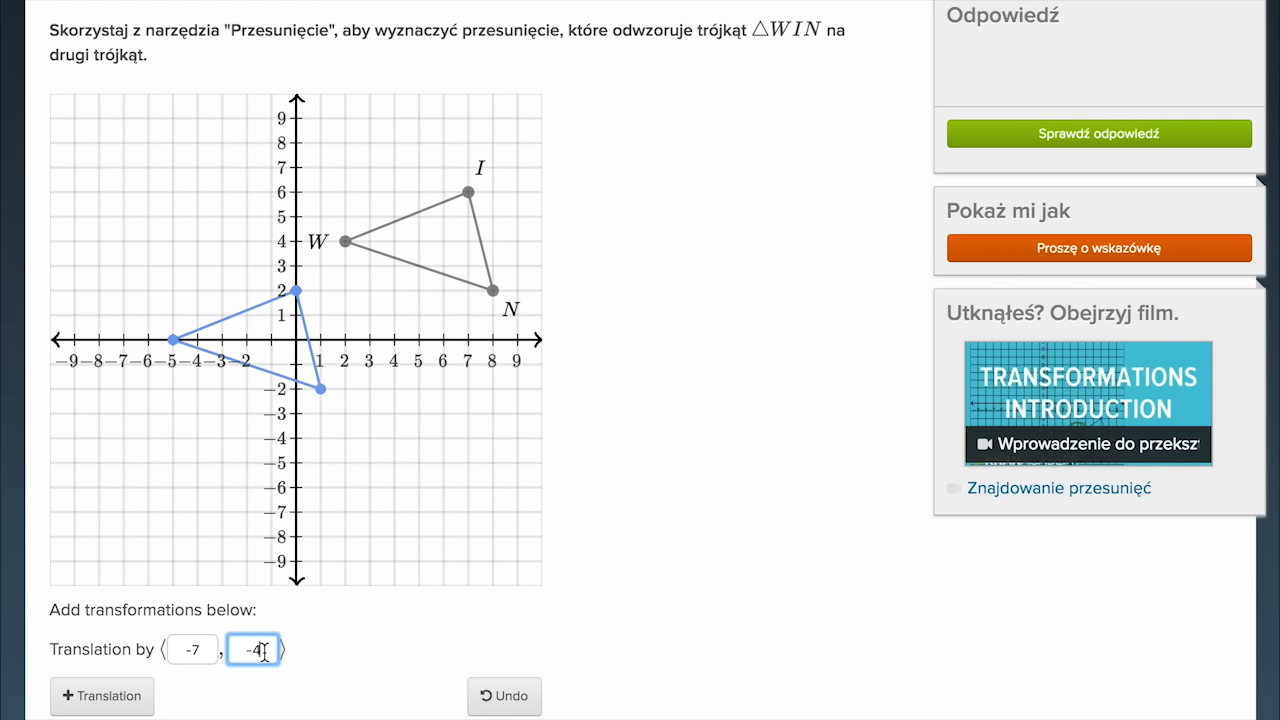 Skorzystaj z narzędzia "Przesunięcie", aby wyznaczyć przesunięcie, które odwzoruje trójkąt △WIN na
drugi trójkąt.
9
8
7
6
5
4
3
2
1
−9 −8 −7 −6 −5 −4 −3 −2 1 2 3 4 5 6 7 8 9
−2
−3
−4
−5
−6
−7
−8
−9
I
W
N
Add transformations below:
Translation by ⟨ -7 , -4 ⟩
+ Translation
Undo
Odpowiedź
Sprawdź odpowiedź
Pokaż mi jak
Proszę o wskazówkę
Utknąłeś? Obejrzyj film.
TRANSFORMATIONS
INTRODUCTION
Wprowadzenie do przeksz
Znajdowanie przesunięć